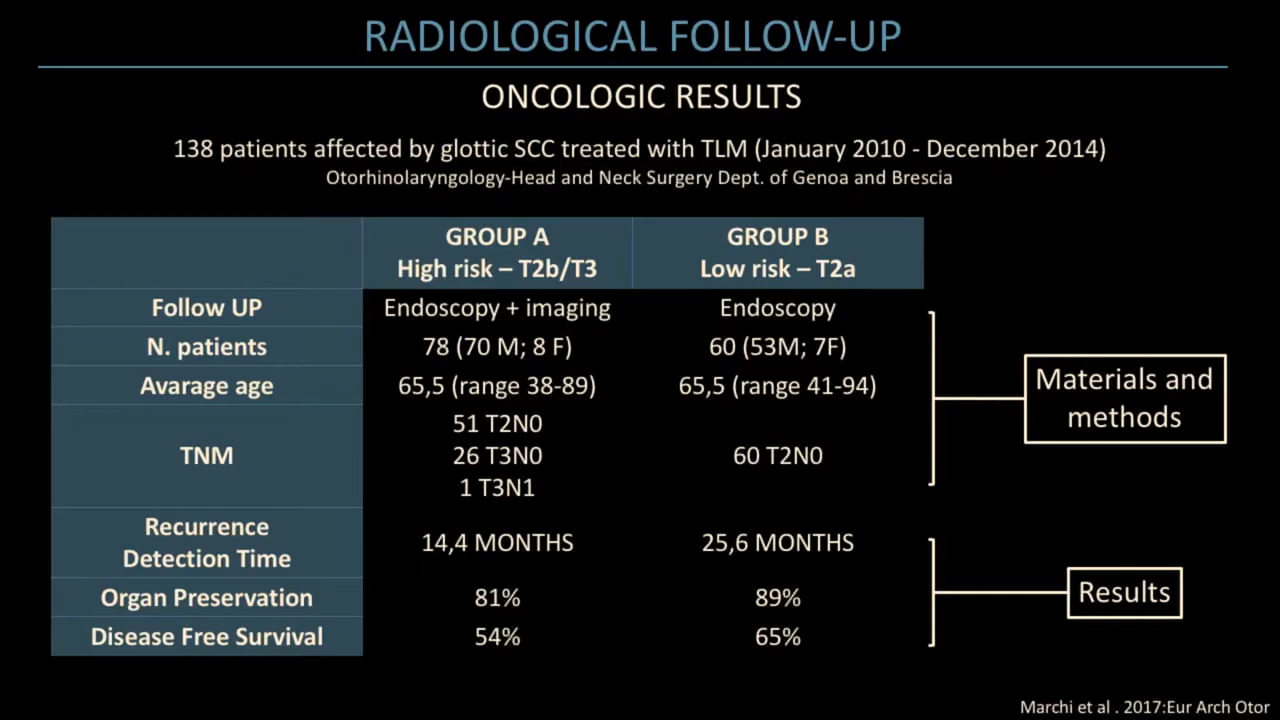 RADIOLOGICAL FOLLOW-UP
ONCOLOGIC RESULTS
138 patients affected by glottic SCC treated with TLM (January 2010 - December 2014)
Otorhinolaryngology-Head and Neck Surgery Dept. of Genoa and Brescia
GROUP A GROUP B
High risk – T2b/T3 Low risk – T2a
Follow UP Endoscopy + imaging Endoscopy
N. patients 78 (70 M; 8 F) 60 (53M; 7F)
Avarage age 65,5 (range 38-89) 65,5 (range 41-94)
51 T2N0
TNM 26 T3N0 60 T2N0
1 T3N1
Materials and
methods
Recurrence
Detection Time 14,4 MONTHS 25,6 MONTHS
Organ Preservation 81% 89%
Disease Free Survival 54% 65%
Results
Marchi et al . 2017:Eur Arch Otor